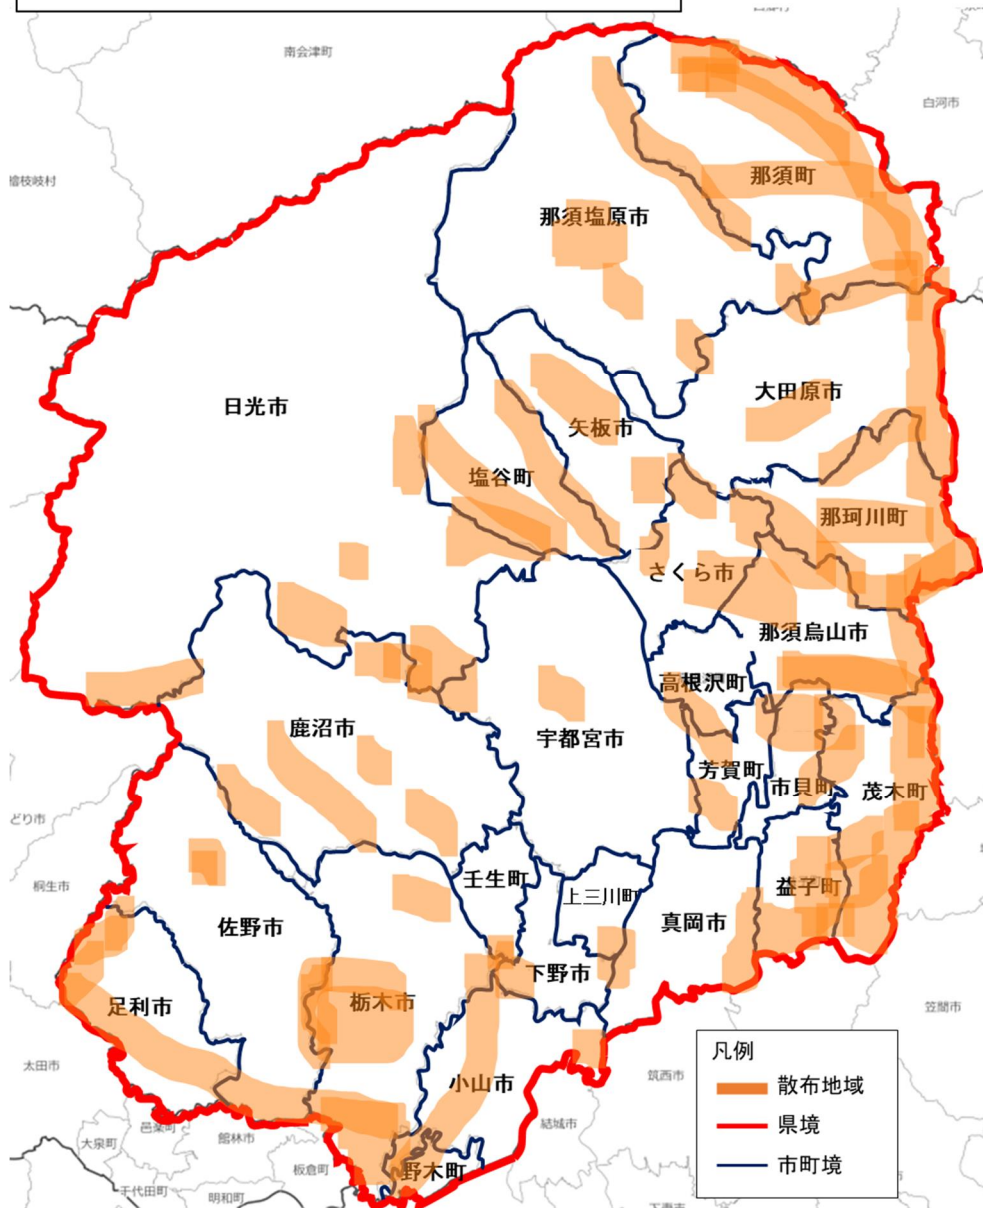 南会津町
白河市
檜枝岐村
那須町
那須塩原市
大田原市
日光市
矢板市
塩谷町
那珂川町
さくら市
那須烏山市
高根沢町
鹿沼市
宇都宮市
芳賀町
市貝町
茂木町
どり市
桐生市
壬生町
益子町
上三川町
佐野市
真岡市
下野市
足利市
栃木市
笠間市
太田市
小山市
筑西市
結城市
邑楽町
大泉町
館林市
板倉町
野木町
千代田町
明和町
凡例
散布地域
県境
市町境